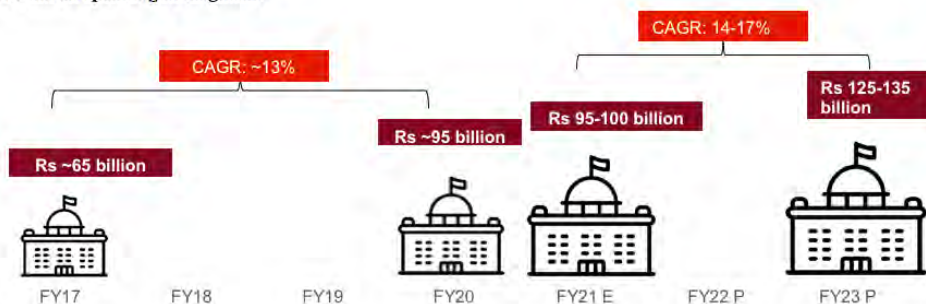 CAGR: 14-17%
CAGR: ~13%
Rs 125-135
billion
Rs 95-100 billion
Rs ~95 billion
Rs ~65 billion
FY17 FY18 FY19 FY20 FY21 E FY22 P FY23 P